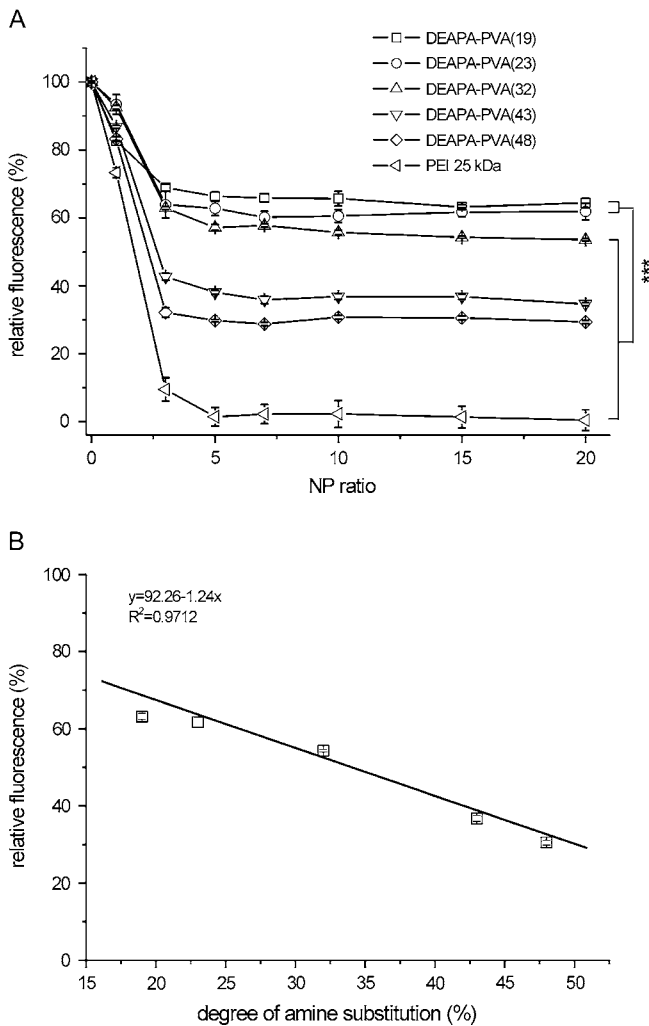 A
DEAPA-PVA(19)
DEAPA-PVA(23)
DEAPA-PVA(32)
DEAPA-PVA(43)
DEAPA-PVA(48)
PEI 25 kDa
100
80
60
40
20
0
relative fluorescence (%)
***
0 5 10 15 20
NP ratio
B
y=92.26-1.24x
R²=0.9712
100
80
60
40
20
0
relative fluorescence (%)
15 20 25 30 35 40 45 50
degree of amine substitution (%)